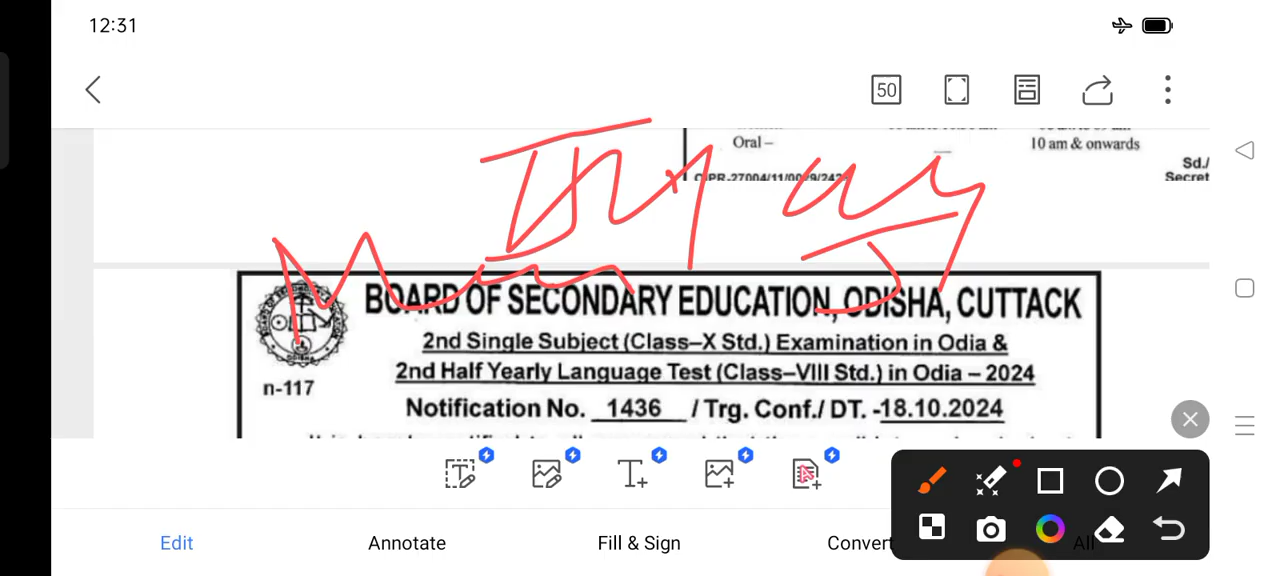 12:31
50
Oral –
10 am & onwards
Sd./
Secret
BOARD OF SECONDARY EDUCATION, ODISHA, CUTTACK
2nd Single Subject (Class–X Std.) Examination in Odia &
2nd Half Yearly Language Test (Class–VIII Std.) in Odia – 2024
n-117
Notification No. 1436 / Trg. Conf./ DT. -18.10.2024
Edit
Annotate
Fill & Sign
Convert
All